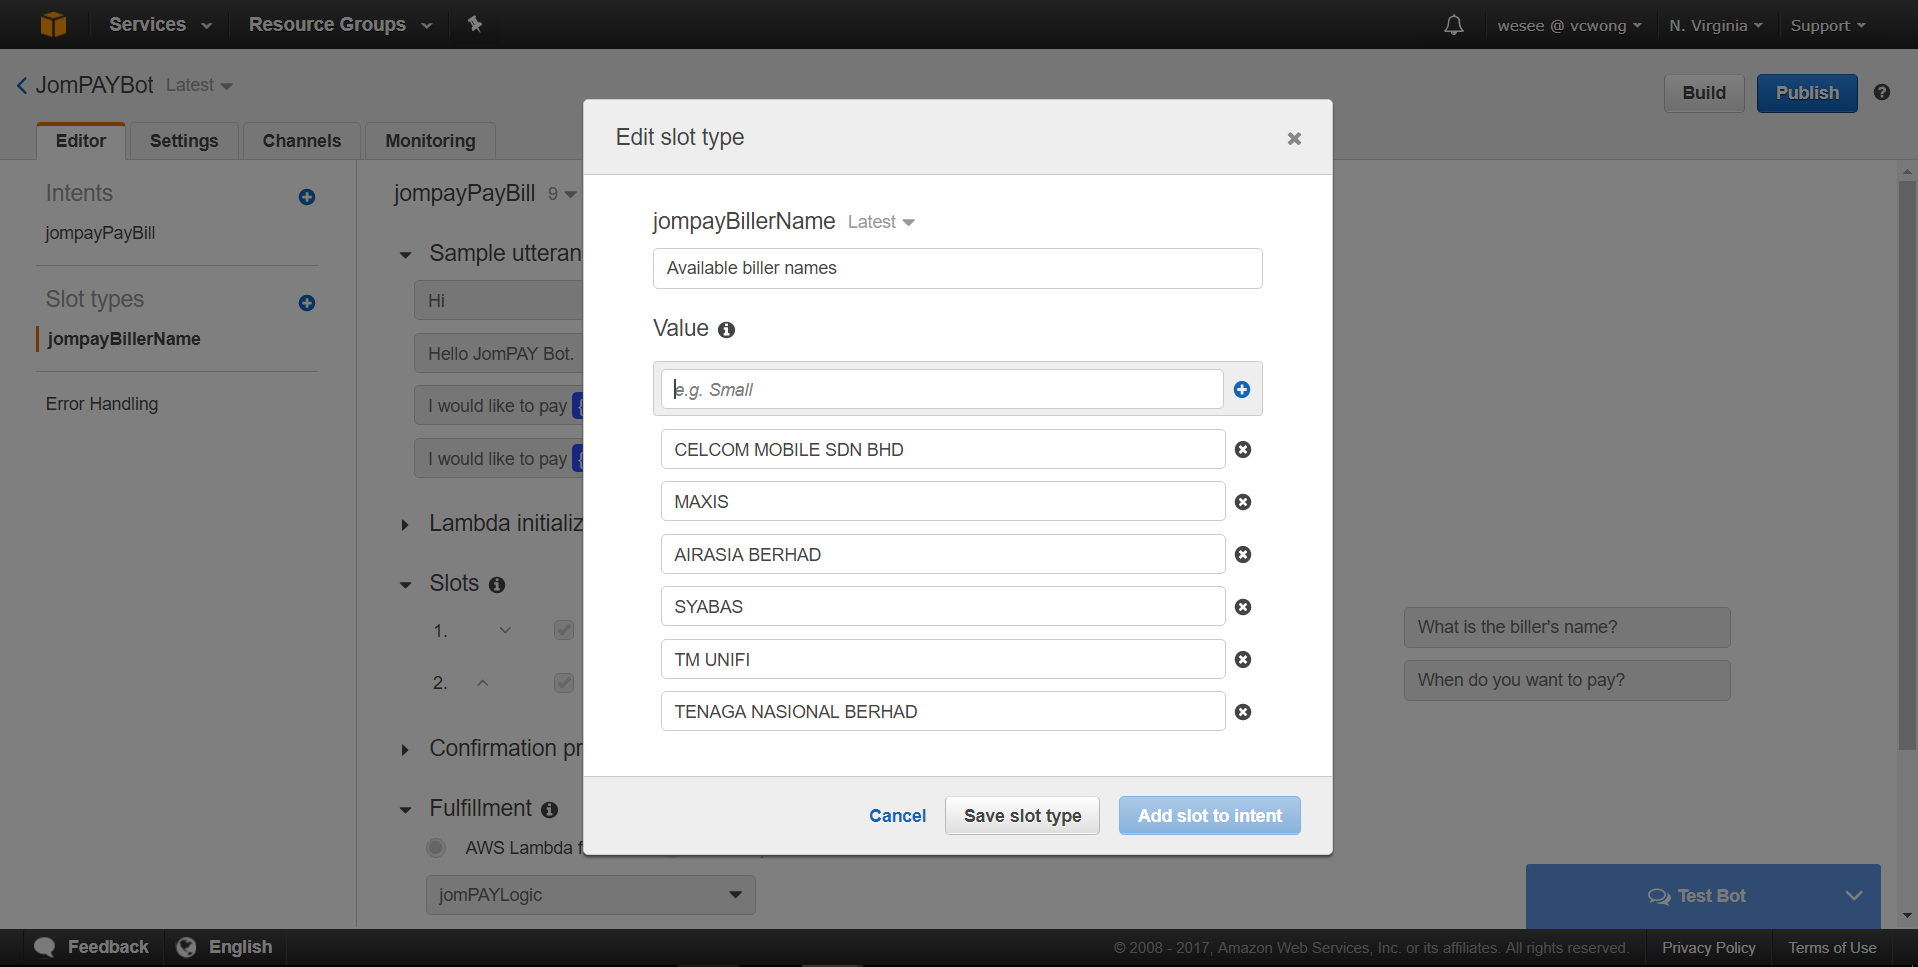 Services
Resource Groups
wesee @ vcwong
N. Virginia
Support
JomPAYBot Latest
Build
Publish
Editor
Settings
Channels
Monitoring
Intents
jompayPayBill
Slot types
jompayBillerName
Error Handling
jompayPayBill 9
Sample utteran
Hi
Hello JomPAY Bot.
I would like to pay {
I would like to pay {
Lambda initializ
Slots
1.
2.
What is the biller's name?
When do you want to pay?
Confirmation pr
Fulfillment
AWS Lambda f
jomPAYLogic
Edit slot type
jompayBillerName Latest
Available biller names
Value
e.g. Small
CELCOM MOBILE SDN BHD
MAXIS
AIRASIA BERHAD
SYABAS
TM UNIFI
TENAGA NASIONAL BERHAD
Cancel
Save slot type
Add slot to intent
Test Bot
Feedback
English
© 2008 - 2017, Amazon Web Services, Inc. or its affiliates. All rights reserved.
Privacy Policy
Terms of Use